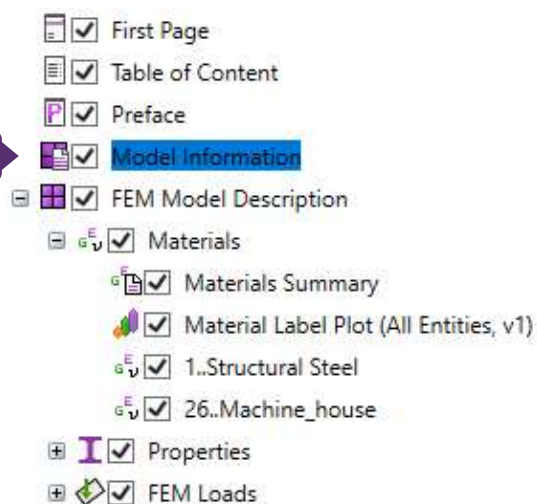 First Page
Table of Content
Preface
Model Information
FEM Model Description
Materials
Materials Summary
Material Label Plot (All Entities, v1)
1..Structural Steel
26..Machine_house
Properties
FEM Loads